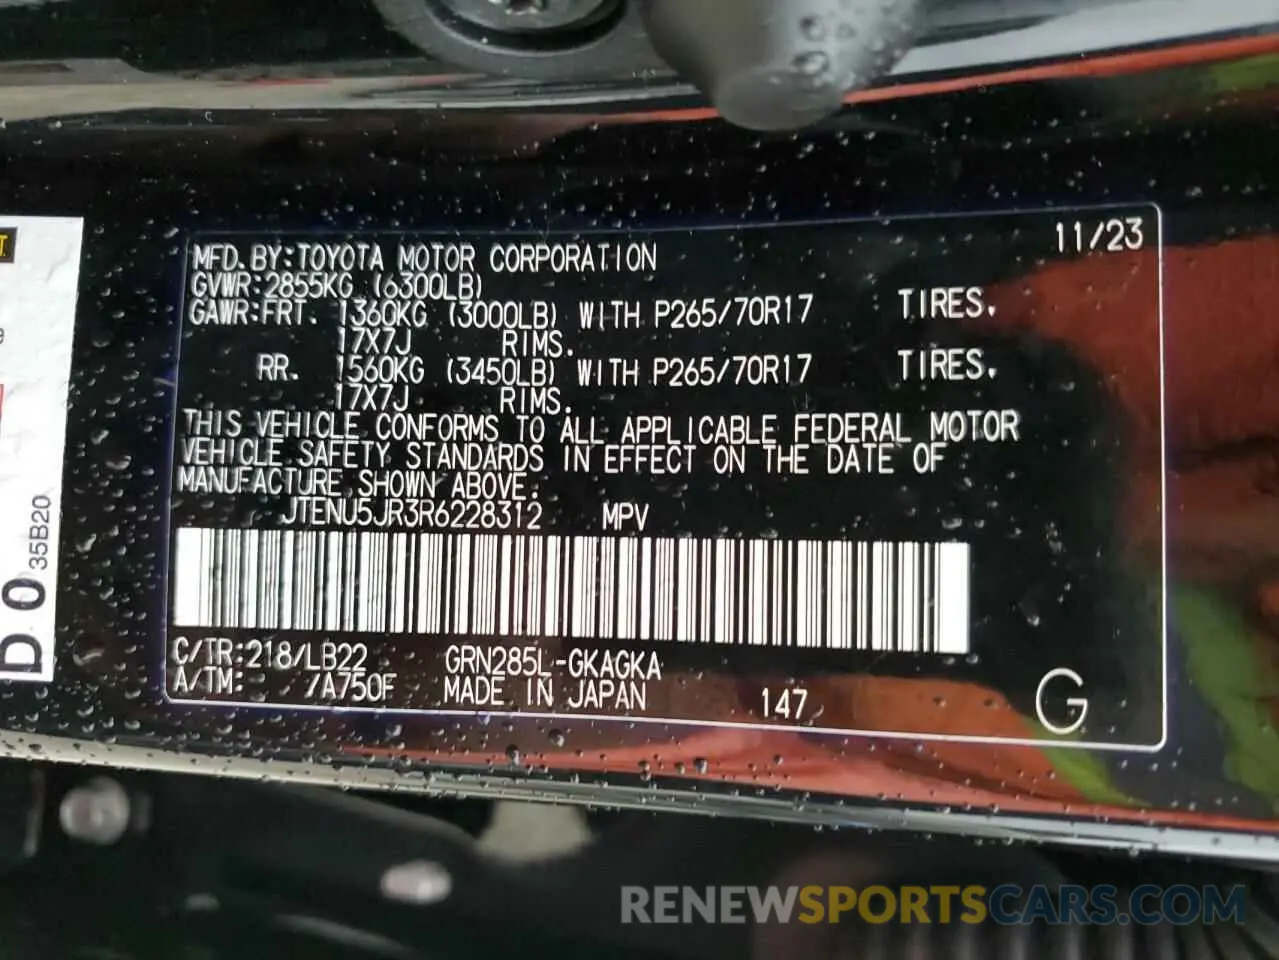 11/23
MFD.BY:TOYOTA MOTOR CORPORATION
GVWR:2855KG (6300LB)
GAWR:FRT. 1360KG (3000LB) WITH P265/70R17 TIRES.
17X7J RIMS.
RR. 1560KG (3450LB) WITH P265/70R17 TIRES.
17X7J RIMS.
THIS VEHICLE CONFORMS TO ALL APPLICABLE FEDERAL MOTOR
VEHICLE SAFETY STANDARDS IN EFFECT ON THE DATE OF
MANUFACTURE SHOWN ABOVE.
JTENU5JR3R6228312 MPV
C/TR:218/LB22 GRN285L-GKAGKA
A/TM: /A750F MADE IN JAPAN 147 G
D 0 35B20
RENEWSPORTSCARS.COM